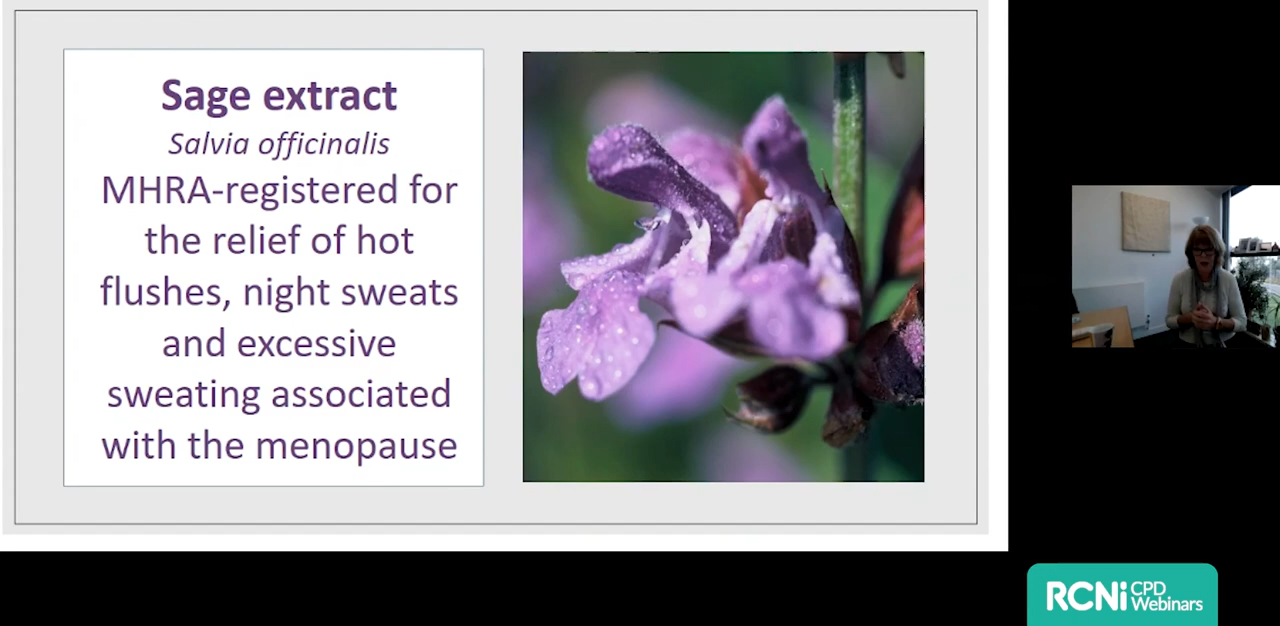 Sage extract
Salvia officinalis
MHRA-registered for
the relief of hot
flushes, night sweats
and excessive
sweating associated
with the menopause
RCNi CPD
Webinars